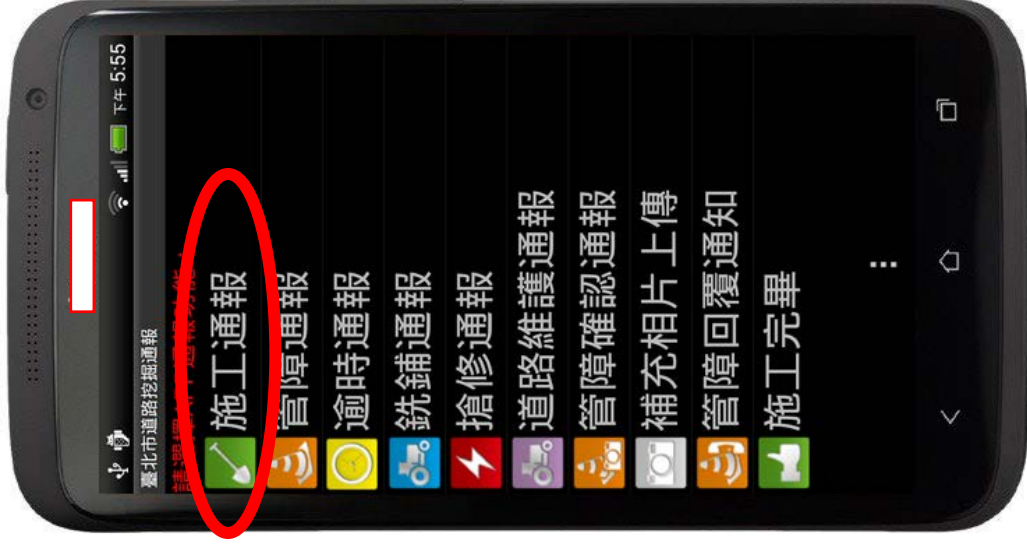 下午 5:55
臺北市道路挖掘通報
施工通報
管障通報
逾時通報
銑鋪通報
搶修通報
道路維護通報
管障確認通報
補充相片上傳
管障回覆通知
施工完畢